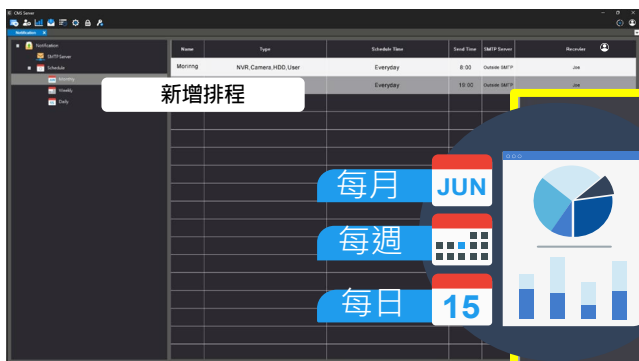 CMS Server
Notification X
Notification
SMTP Server
Schedule
Monthly
Weekly
Daily
Name Type Schedule Time Send Time SMTP Server Receiver
Morinng NVR,Camera,HDD,User Everyday 8:00 Outside SMTP Joe
Everyday 18:00 Outside SMTP Joe
新增排程
每月 JUN
每週
每日 15